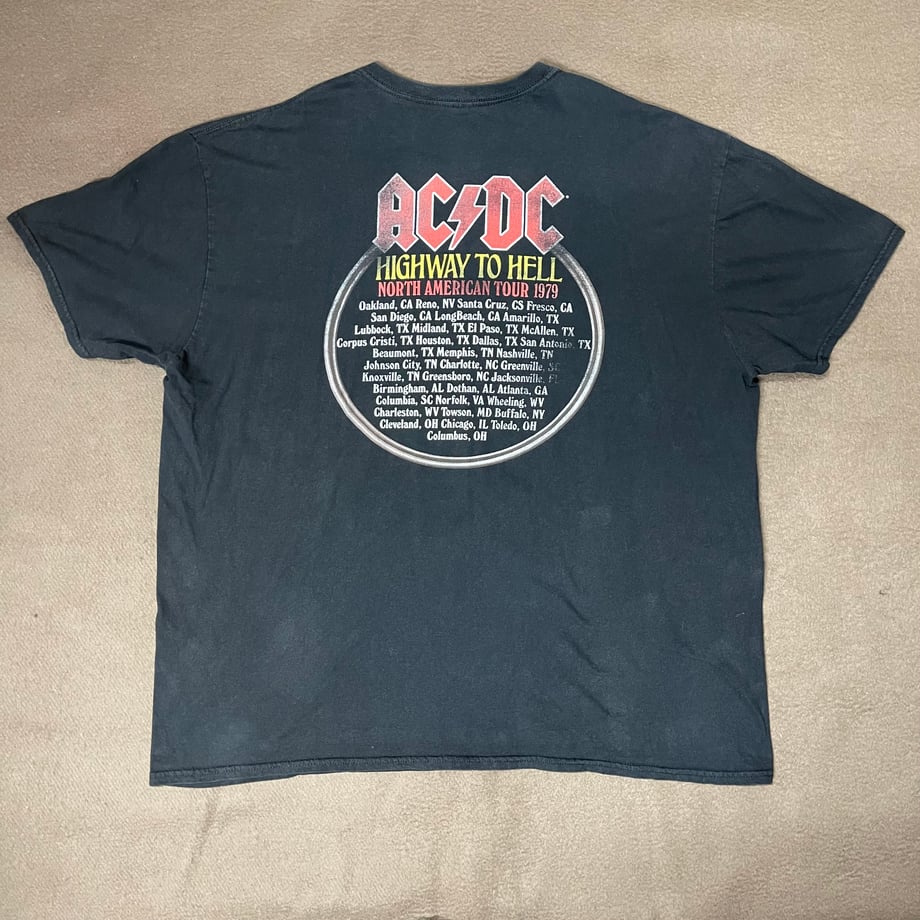 AC⚡DC
HIGHWAY TO HELL
NORTH AMERICAN TOUR 1979
Oakland, CA Reno, NV Santa Cruz, CS Fresco, CA
San Diego, CA LongBeach, CA Amarillo, TX
Lubbock, TX Midland, TX El Paso, TX McAllen, TX
Corpus Cristi, TX Houston, TX Dallas, TX San Antonio, TX
Beaumont, TX Memphis, TN Nashville, TN
Johnson City, TN Charlotte, NC Greenville, SC
Knoxville, TN Greensboro, NC Jacksonville, FL
Birmingham, AL Dothan, AL Atlanta, GA
Columbia, SC Norfolk, VA Wheeling, WV
Charleston, WV Towson, MD Buffalo, NY
Cleveland, OH Chicago, IL Toledo, OH
Columbus, OH